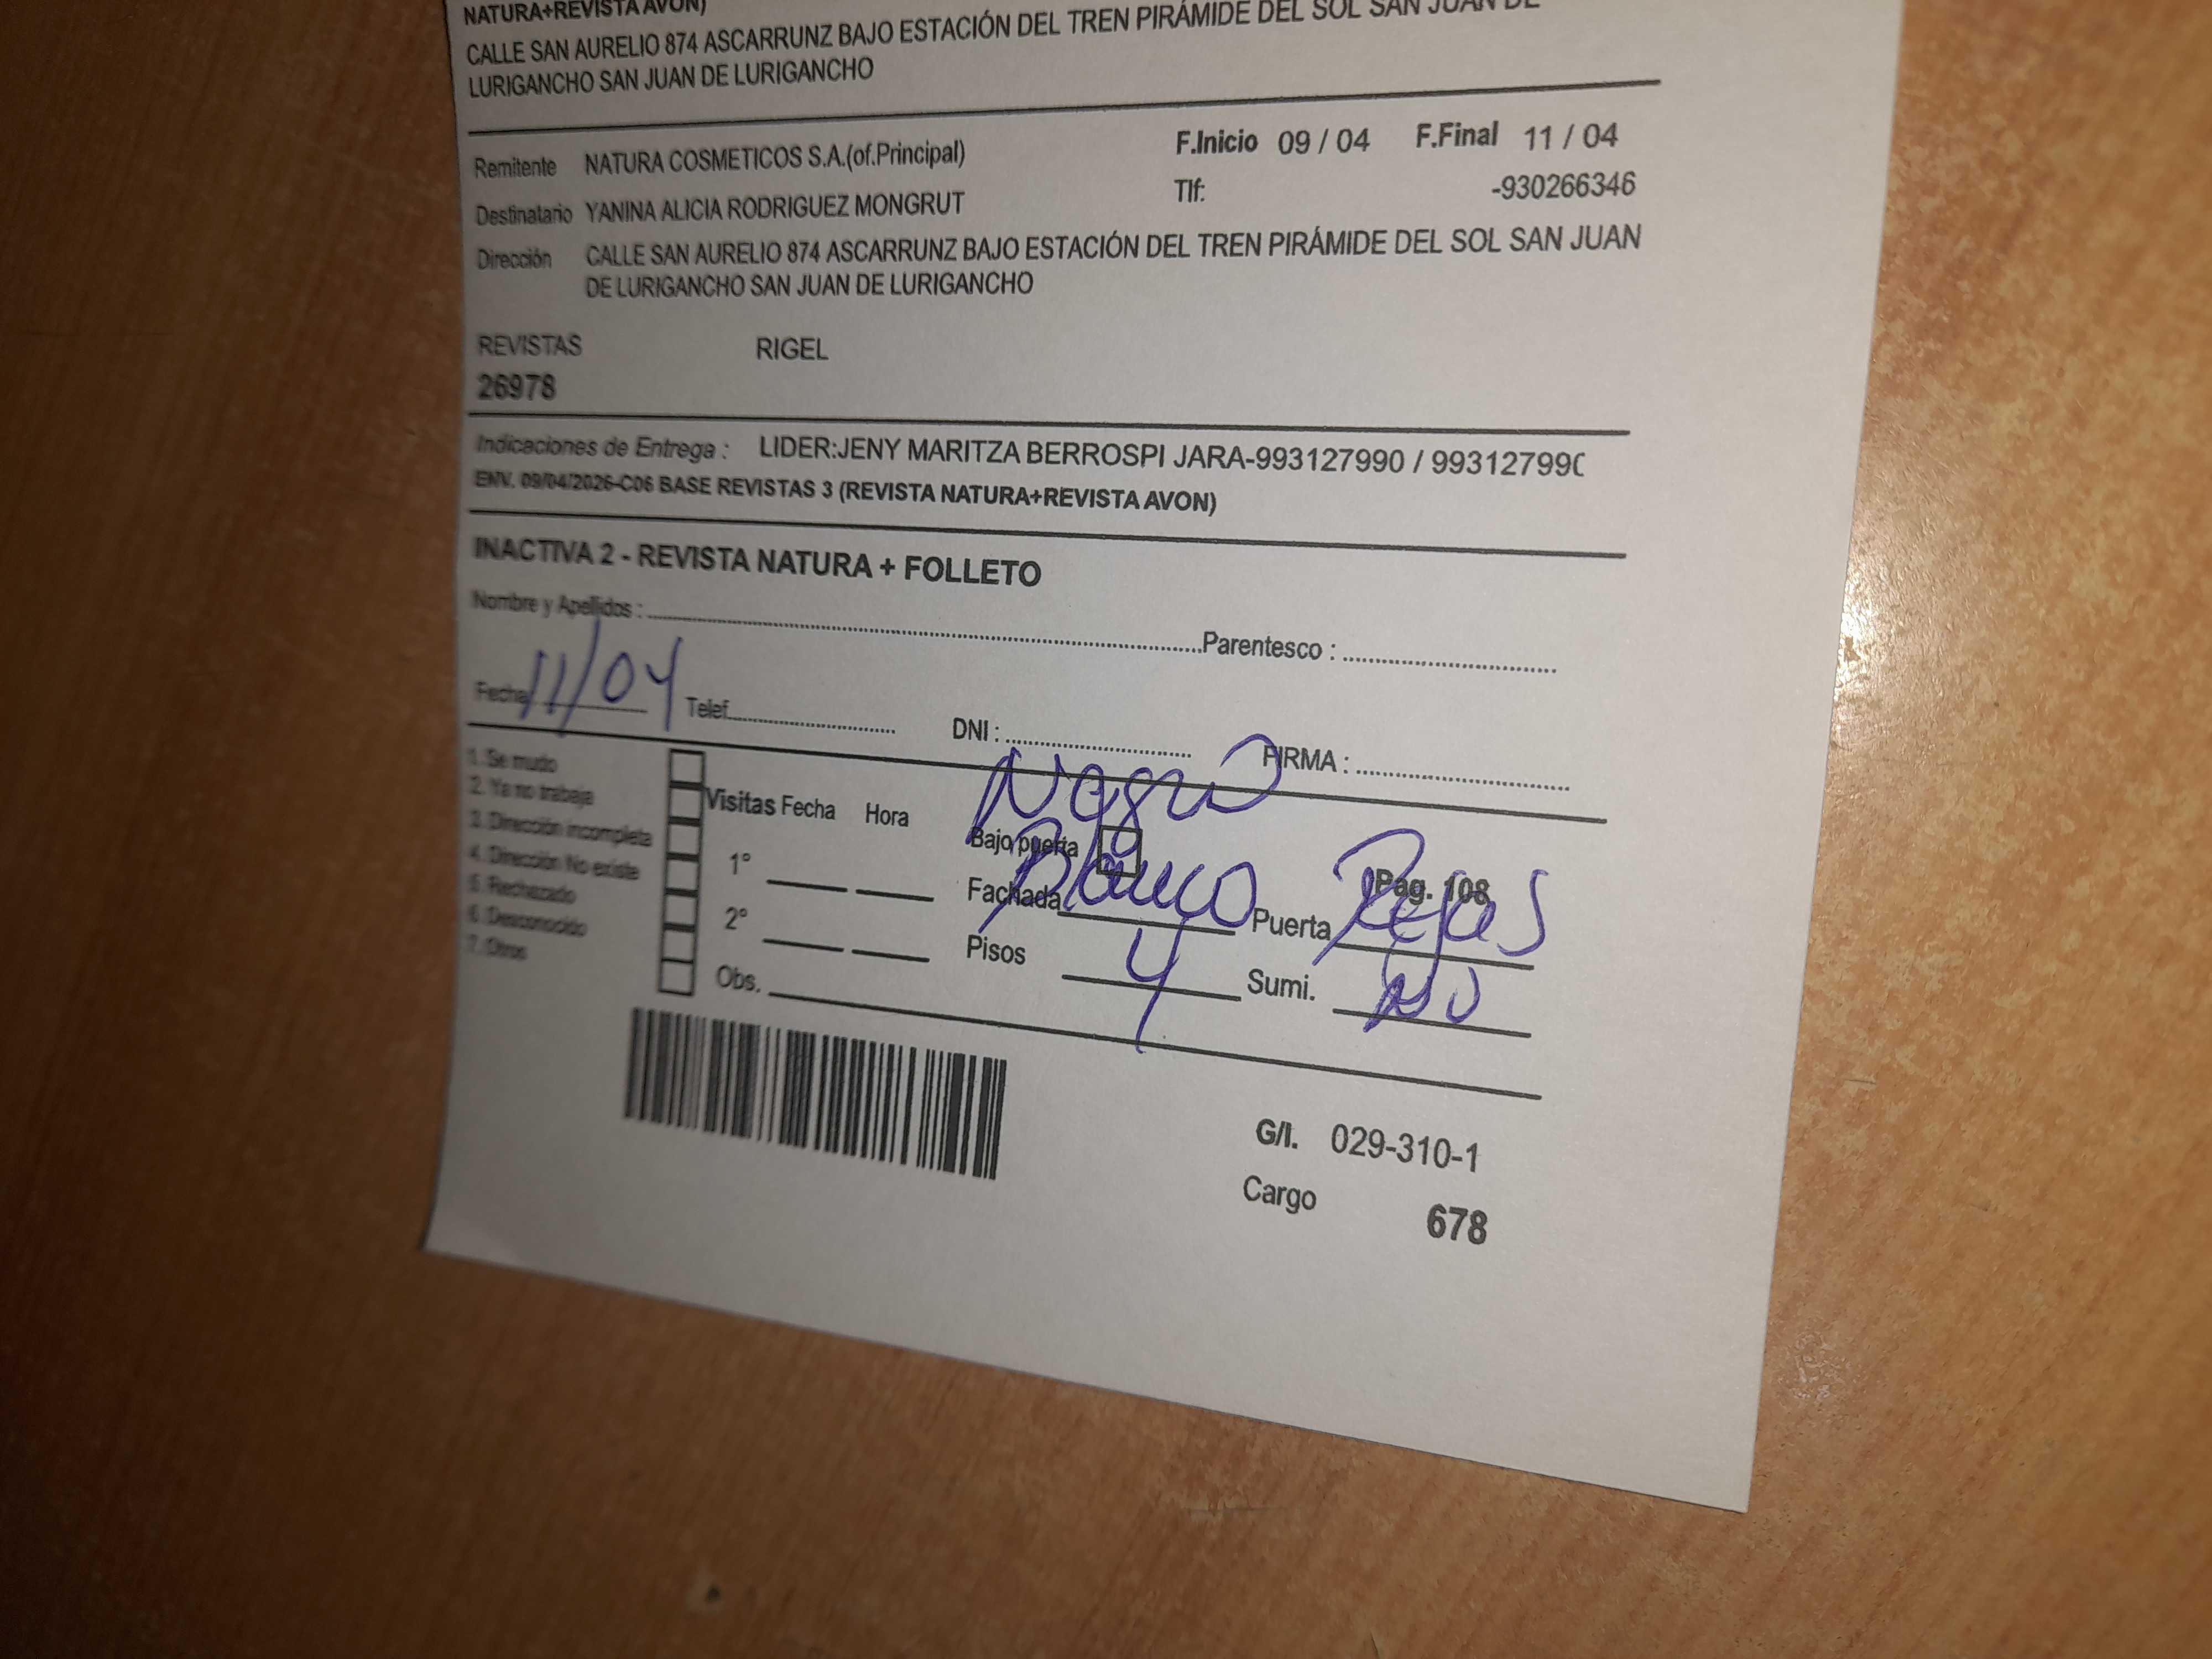 NATURA+REVISTA AVON)
CALLE SAN AURELIO 874 ASCARRUNZ BAJO ESTACIÓN DEL TREN PIRÁMIDE DEL SOL SAN JUAN DE
LURIGANCHO SAN JUAN DE LURIGANCHO
Remitente NATURA COSMETICOS S.A.(of.Principal) F.Inicio 09 / 04 F.Final 11 / 04
Destinatario YANINA ALICIA RODRIGUEZ MONGRUT Tlf: -930266346
Dirección CALLE SAN AURELIO 874 ASCARRUNZ BAJO ESTACIÓN DEL TREN PIRÁMIDE DEL SOL SAN JUAN
DE LURIGANCHO SAN JUAN DE LURIGANCHO
REVISTAS RIGEL
26978
Indicaciones de Entrega : LIDER:JENY MARITZA BERROSPI JARA-993127990 / 99312799
ENV. 09/04/2026-C06 BASE REVISTAS 3 (REVISTA NATURA+REVISTA AVON)
INACTIVA 2 - REVISTA NATURA + FOLLETO
Nombre y Apellidos : Parentesco :
Fecha 11/04 Telef. DNI : FIRMA :
1. Se mudo
2. Ya no trabaja
3. Dirección incompleta
4. Dirección No existe
5. Rechazado
6. Desconocido
7. Otros
Visitas Fecha Hora
1°
2°
Obs.
Negro
Bajo puerta Pag. 108
Fachada Blanco Puerta Rejas
Pisos 4 Sumi. NO
G/I. 029-310-1
Cargo 678